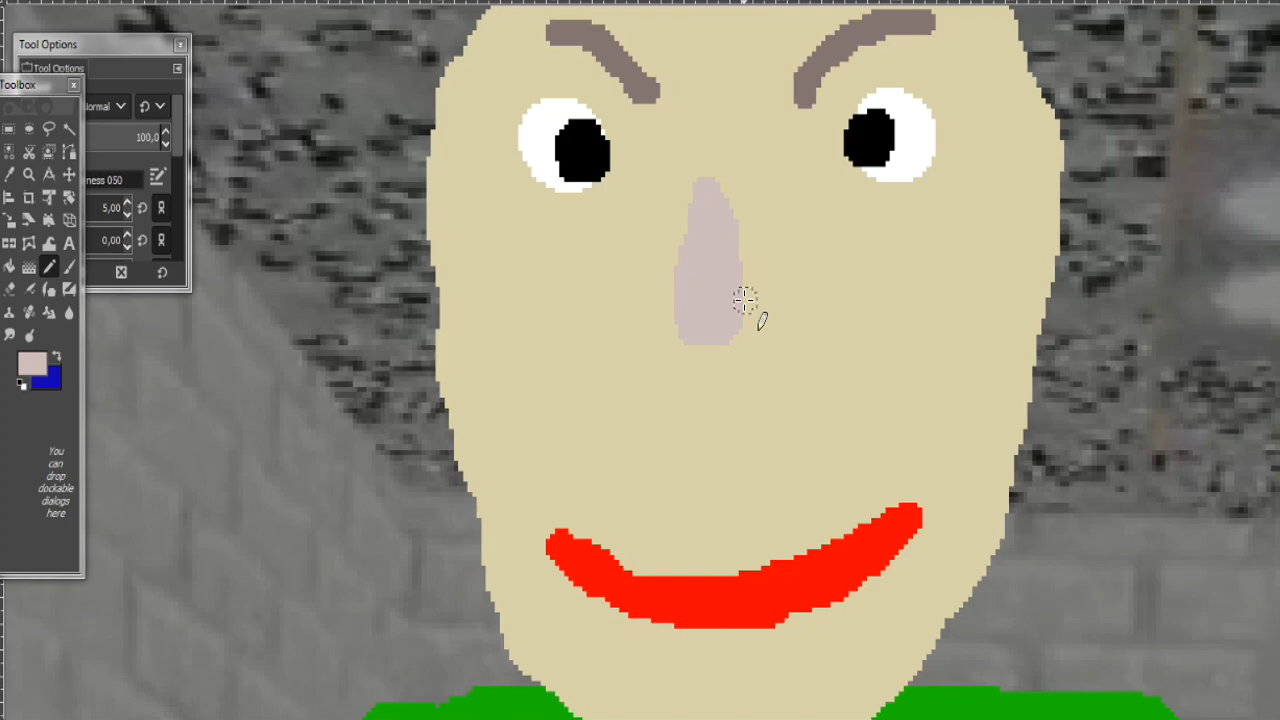 Tool Options
Tool Options
Toolbox
ormal
100,0
ness 050
5,00
0,00
A
You
can
drop
dockable
dialogs
here